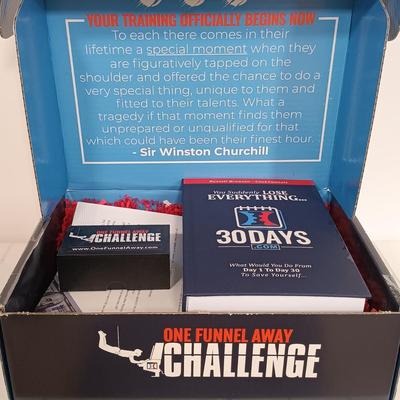 YOUR TRAINING OFFICIALLY BEGINS NOW
To each there comes in their
lifetime a special moment when they
are figuratively tapped on the
shoulder and offered the chance to do a
very special thing, unique to them and
fitted to their talents. What a
tragedy if that moment finds them
unprepared or unqualified for that
which could have been their finest hour.
- Sir Winston Churchill
You Suddenly LOSE
EVERYTHING...
30DAYS
.COM
What Would You Do From
Day 1 To Day 30
To Save Yourself...
ONE FUNNEL AWAY
CHALLENGE
www.OneFunnelAway.com
ONE FUNNEL AWAY
CHALLENGE